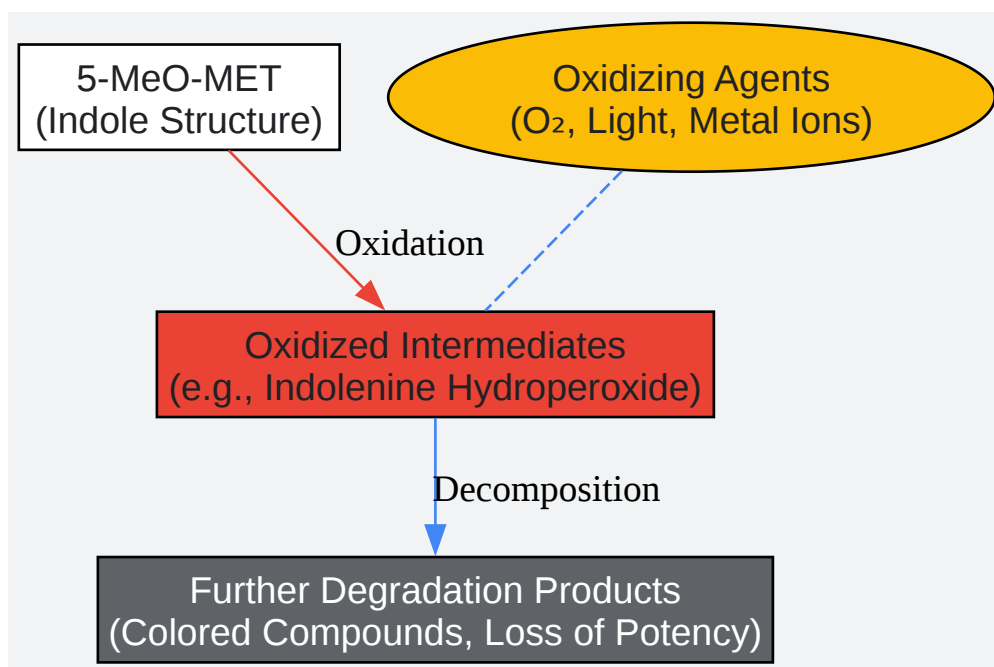 5-MeO-MET
(Indole Structure)
Oxidizing Agents
(O₂, Light, Metal Ions)
Oxidation
Oxidized Intermediates
(e.g., Indolenine Hydroperoxide)
Decomposition
Further Degradation Products
(Colored Compounds, Loss of Potency)